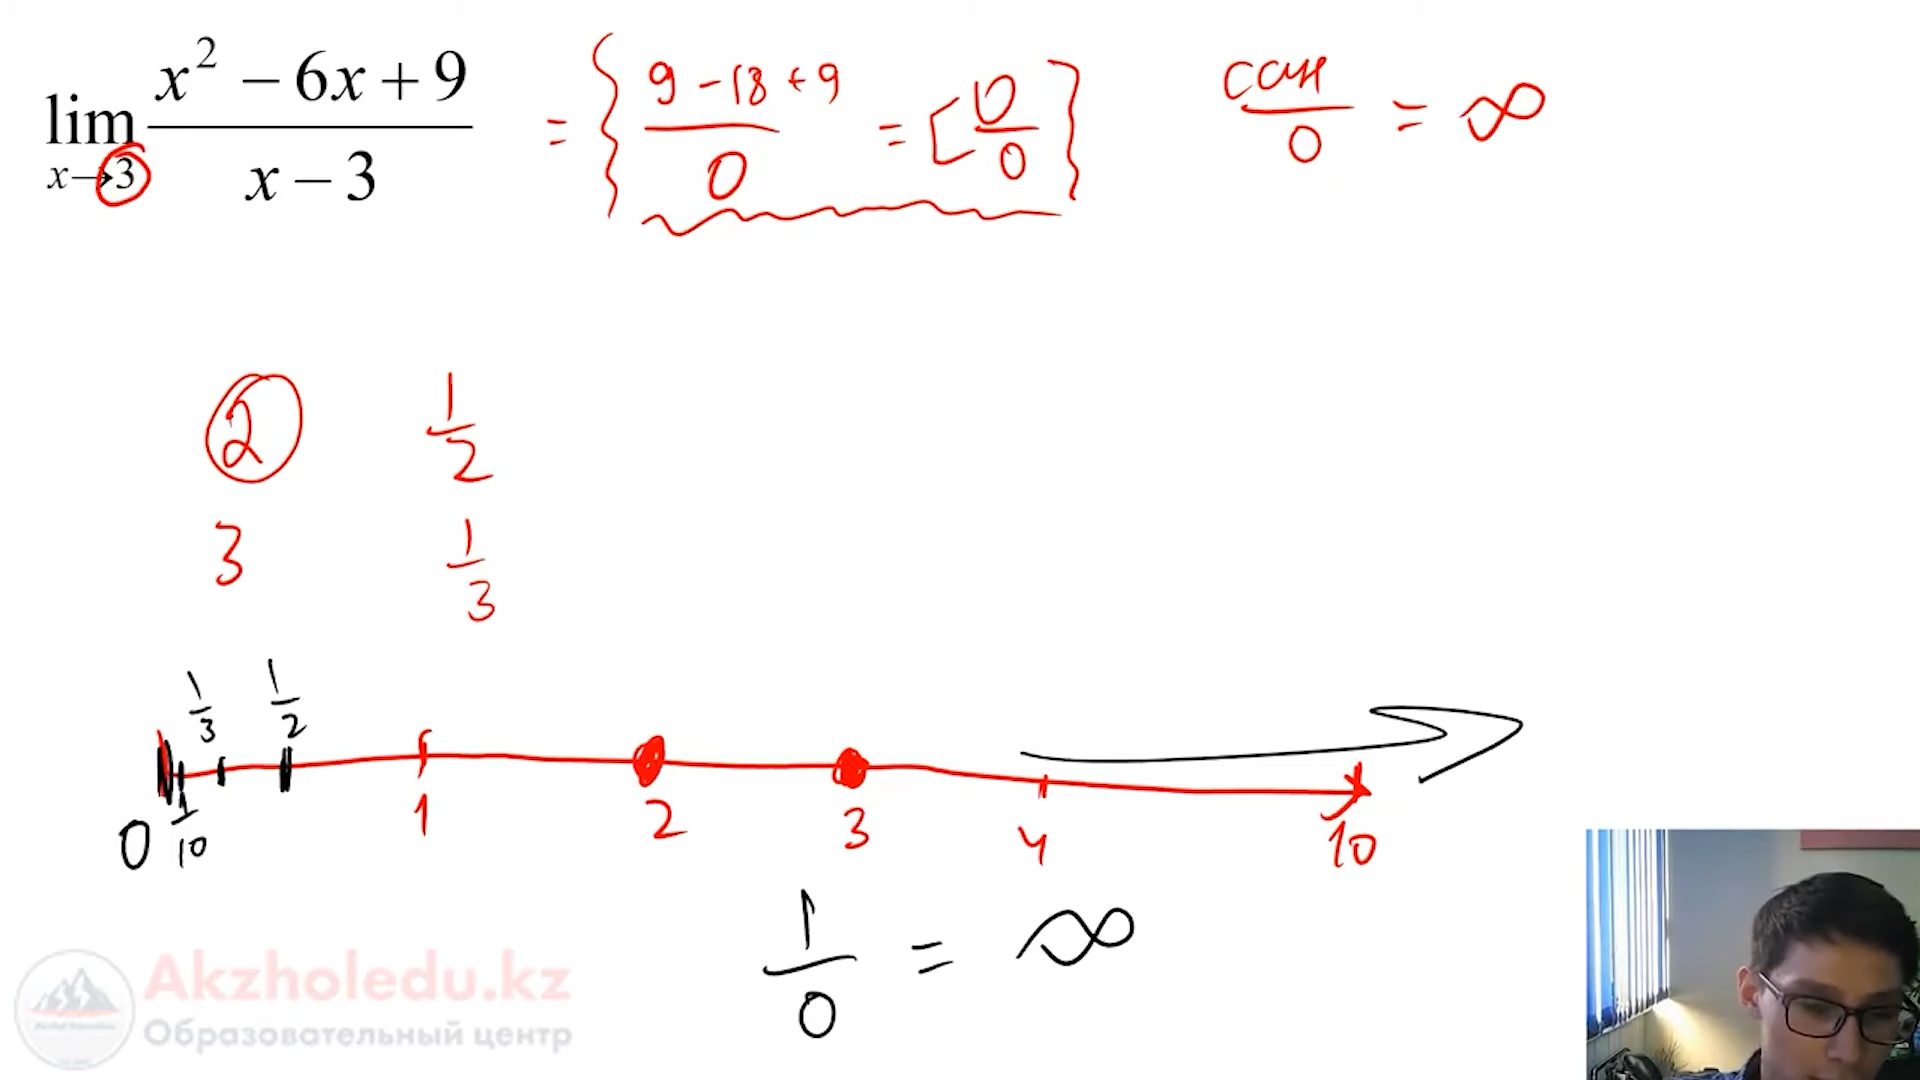 lim x→3 x² − 6x + 9 / x − 3 = { 9 − 18 + 9 / 0 = [ 0 / 0 }
сан / 0 = ∞
2 1/2
3 1/3
1/3 1/2
0 1/10 1 2 3 4 10
1/0 = ∞
Akzholedu.kz
Образовательный центр